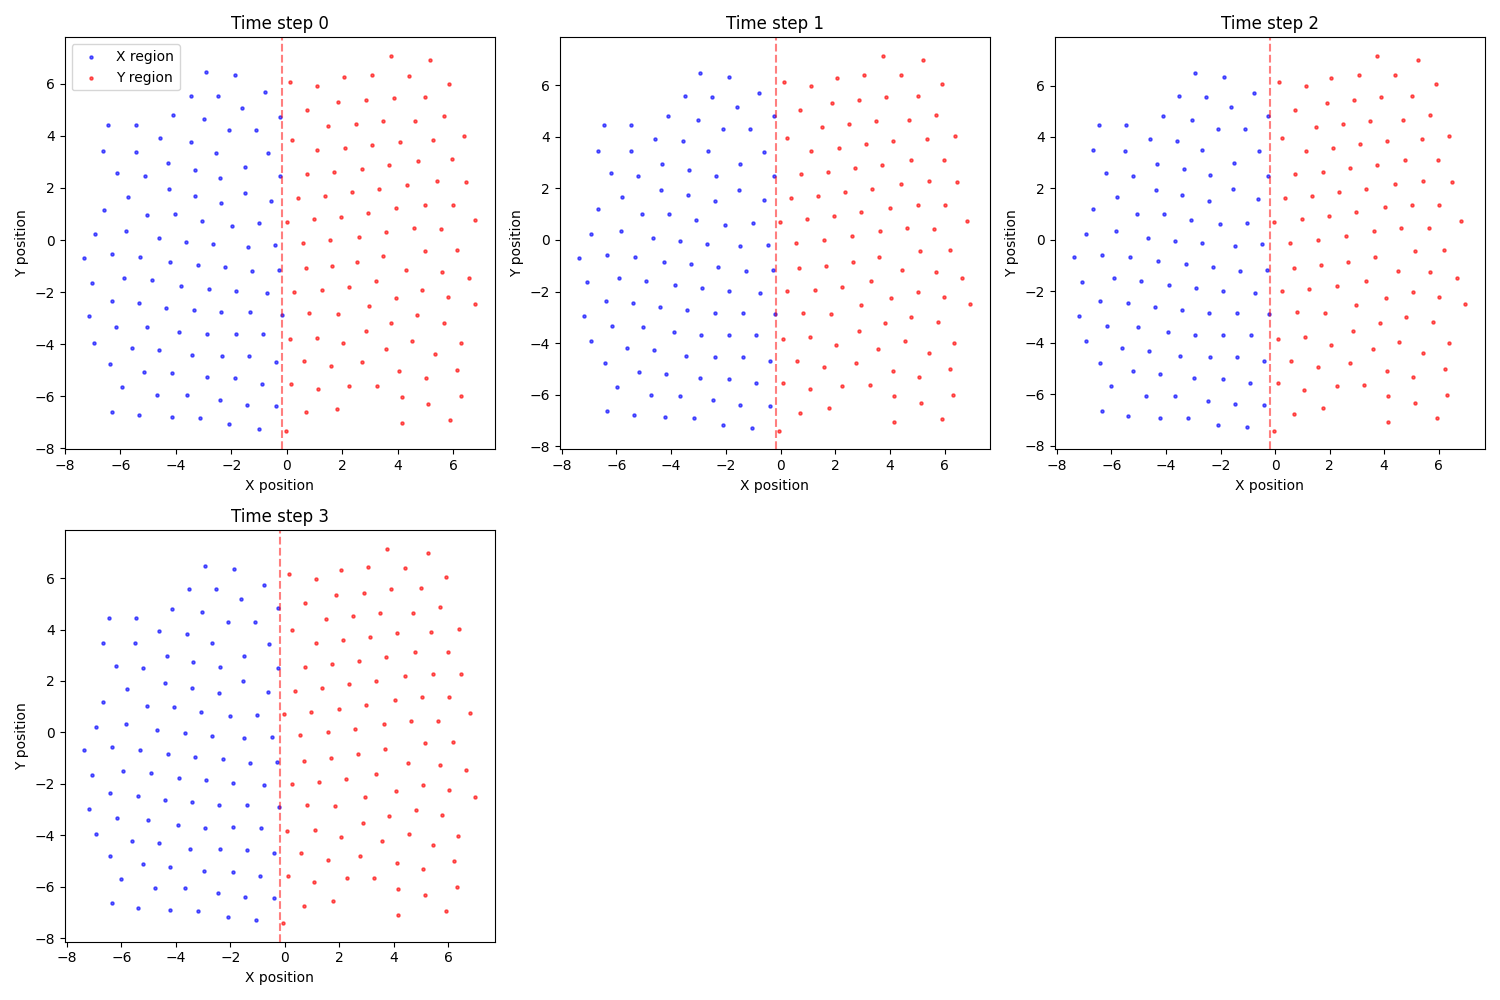 Time step 0
X region
Y region
6
4
2
0
−2
−4
−6
−8
Y position
−8 −6 −4 −2 0 2 4 6
X position
Time step 1
6
4
2
0
−2
−4
−6
−8
Y position
−8 −6 −4 −2 0 2 4 6
X position
Time step 2
6
4
2
0
−2
−4
−6
−8
Y position
−8 −6 −4 −2 0 2 4 6
X position
Time step 3
6
4
2
0
−2
−4
−6
−8
Y position
−8 −6 −4 −2 0 2 4 6
X position